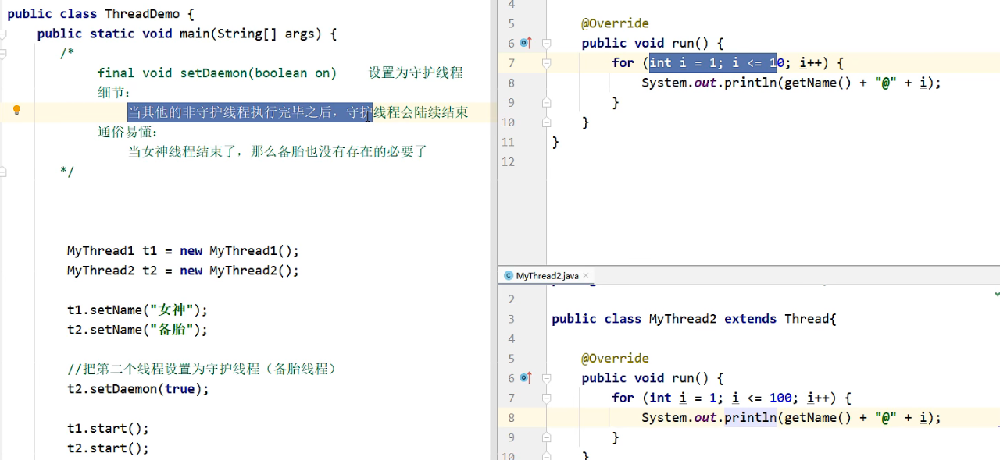 public class ThreadDemo {
public static void main(String[] args) {
/*
final void setDaemon(boolean on)    设置为守护线程
细节：
当其他的非守护线程执行完毕之后，守护线程会陆续结束
通俗易懂：
当女神线程结束了，那么备胎也没有存在的必要了
*/
MyThread1 t1 = new MyThread1();
MyThread2 t2 = new MyThread2();
t1.setName("女神");
t2.setName("备胎");
//把第二个线程设置为守护线程（备胎线程）
t2.setDaemon(true);
t1.start();
t2.start();
4
5 @Override
6 public void run() {
7 for (int i = 1; i <= 10; i++) {
8 System.out.println(getName() + "@" + i);
9 }
10 }
11 }
12
MyThread2.java
2
3 public class MyThread2 extends Thread{
4
5 @Override
6 public void run() {
7 for (int i = 1; i <= 100; i++) {
8 System.out.println(getName() + "@" + i);
9 }
10 }